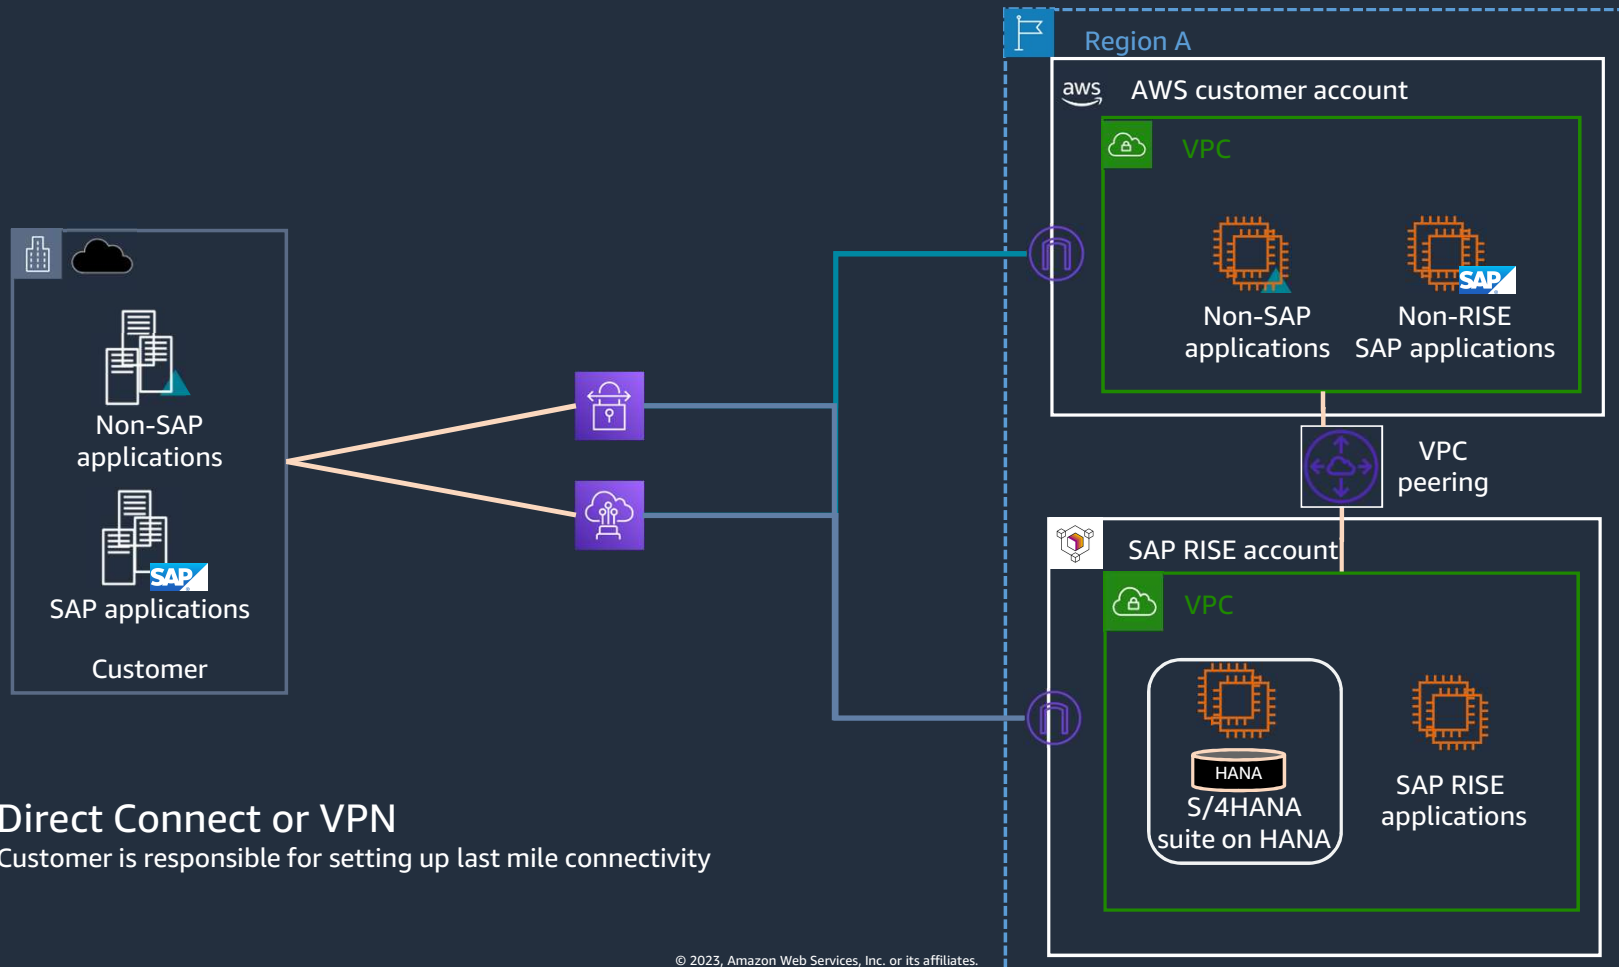 Region A
aws
AWS customer account
VPC
Non-SAP
applications
SAP
Non-RISE
SAP applications
Non-SAP
applications
SAP
SAP applications
Customer
VPC
peering
SAP RISE account
VPC
HANA
S/4HANA
suite on HANA
SAP RISE
applications
Direct Connect or VPN
Customer is responsible for setting up last mile connectivity
© 2023, Amazon Web Services, Inc. or its affiliates.